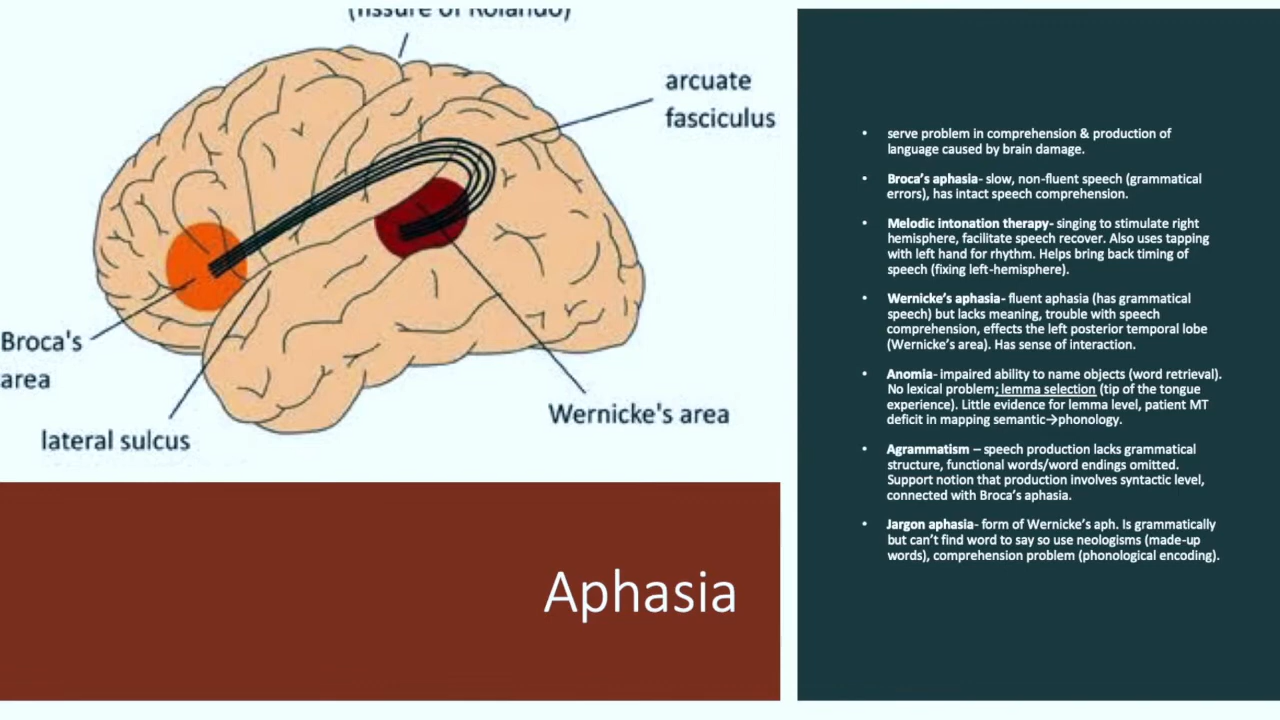 (fissure of Rolando)
arcuate
fasciculus
Broca's
area
lateral sulcus
Wernicke's area
Aphasia
• serve problem in comprehension & production of
language caused by brain damage.
• Broca’s aphasia- slow, non-fluent speech (grammatical
errors), has intact speech comprehension.
• Melodic intonation therapy- singing to stimulate right
hemisphere, facilitate speech recover. Also uses tapping
with left hand for rhythm. Helps bring back timing of
speech (fixing left-hemisphere).
• Wernicke’s aphasia- fluent aphasia (has grammatical
speech) but lacks meaning, trouble with speech
comprehension, effects the left posterior temporal lobe
(Wernicke’s area). Has sense of interaction.
• Anomia- impaired ability to name objects (word retrieval).
No lexical problem; lemma selection (tip of the tongue
experience). Little evidence for lemma level, patient MT
deficit in mapping semantic→phonology.
• Agrammatism – speech production lacks grammatical
structure, functional words/word endings omitted.
Support notion that production involves syntactic level,
connected with Broca’s aphasia.
• Jargon aphasia- form of Wernicke’s aph. Is grammatically
but can’t find word to say so use neologisms (made-up
words), comprehension problem (phonological encoding).